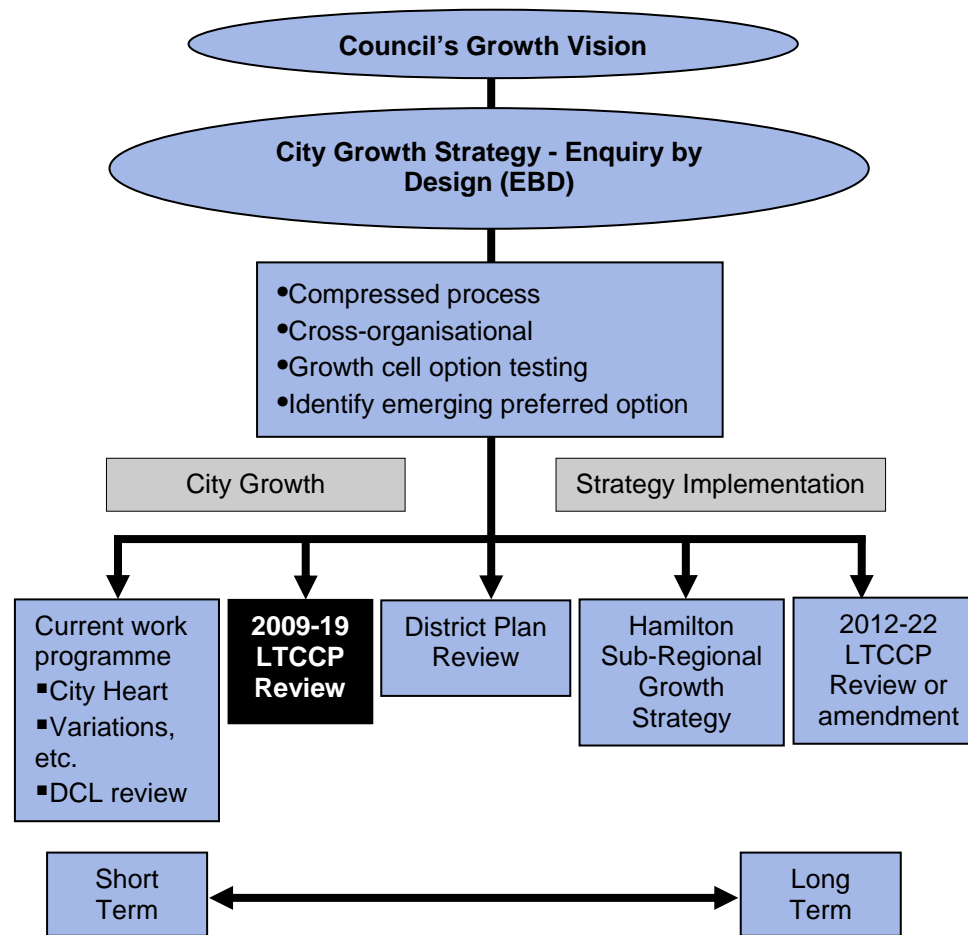 Council's Growth Vision
City Growth Strategy - Enquiry by
Design (EBD)
•Compressed process
•Cross-organisational
•Growth cell option testing
•Identify emerging preferred option
City Growth
Strategy Implementation
Current work
programme
▪City Heart
▪Variations,
etc.
▪DCL review
2009-19
LTCCP
Review
District Plan
Review
Hamilton
Sub-Regional
Growth
Strategy
2012-22
LTCCP
Review or
amendment
Short
Term
Long
Term